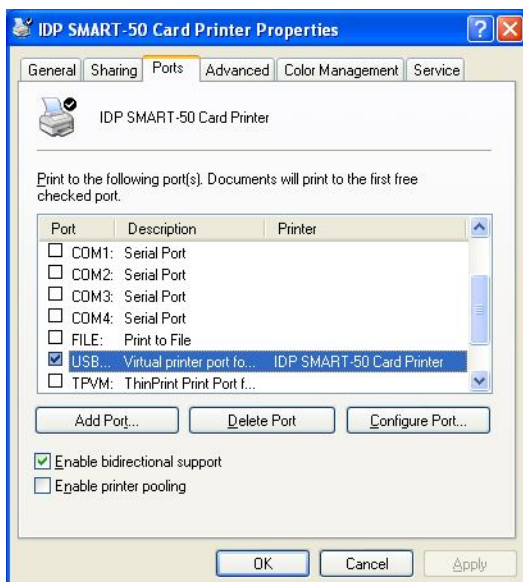 IDP SMART-50 Card Printer Properties
General Sharing Ports Advanced Color Management Service
IDP SMART-50 Card Printer
Print to the following port(s). Documents will print to the first free
checked port.
Port Description Printer
COM1: Serial Port
COM2: Serial Port
COM3: Serial Port
COM4: Serial Port
FILE: Print to File
USB... Virtual printer port fo... IDP SMART-50 Card Printer
TPVM: ThinPrint Print Port f...
Add Port... Delete Port Configure Port...
Enable bidirectional support
Enable printer pooling
OK Cancel Apply